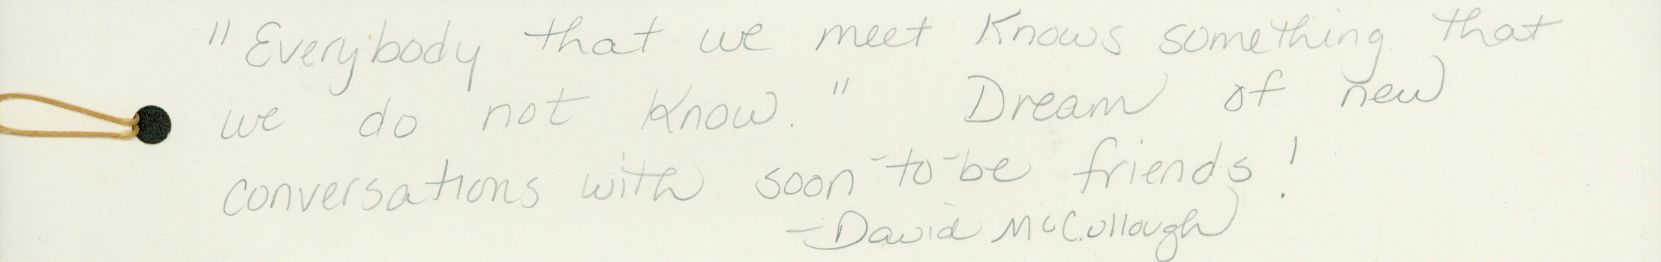 "Everybody that we meet Knows something that
we do not Know." Dream of new
conversations with soon-to-be friends!
- David McCullough